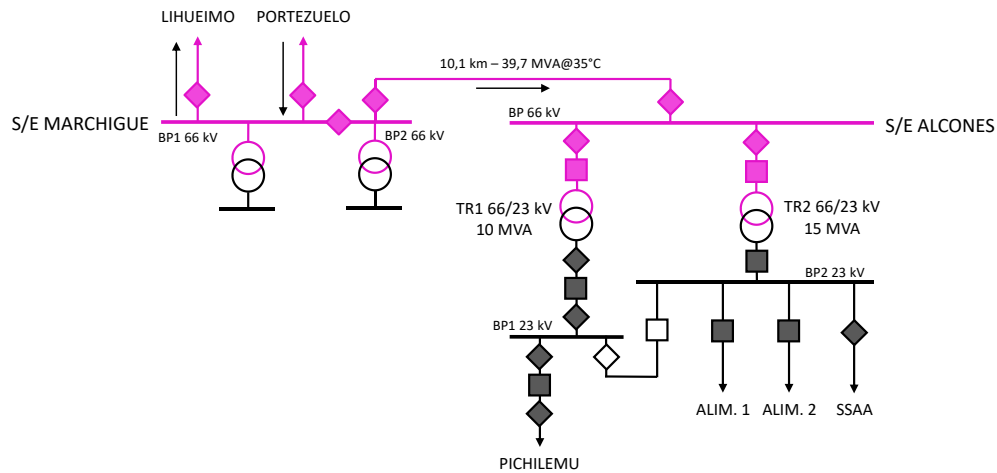 LIHUEIMO
PORTEZUELO
10,1 km – 39,7 MVA@35°C
S/E MARCHIGUE
BP1 66 kV
BP2 66 kV
BP 66 kV
S/E ALCONES
TR1 66/23 kV
10 MVA
TR2 66/23 kV
15 MVA
BP2 23 kV
BP1 23 kV
ALIM. 1
ALIM. 2
SSAA
PICHILEMU